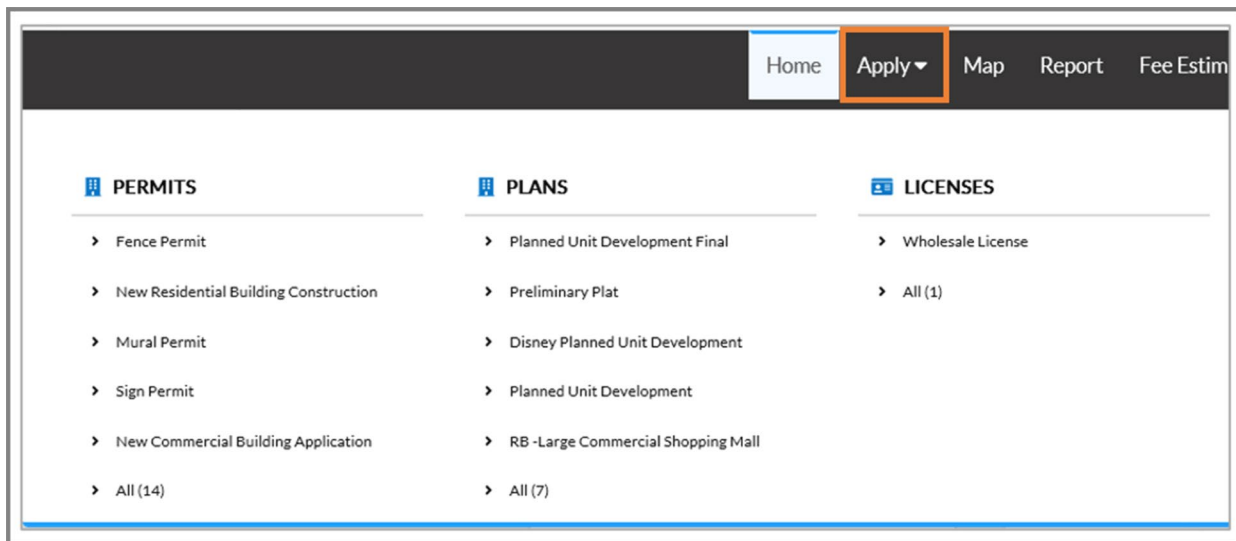 Home Apply Map Report Fee Estim
PERMITS
Fence Permit
New Residential Building Construction
Mural Permit
Sign Permit
New Commercial Building Application
All (14)
PLANS
Planned Unit Development Final
Preliminary Plat
Disney Planned Unit Development
Planned Unit Development
RB -Large Commercial Shopping Mall
All (7)
LICENSES
Wholesale License
All (1)